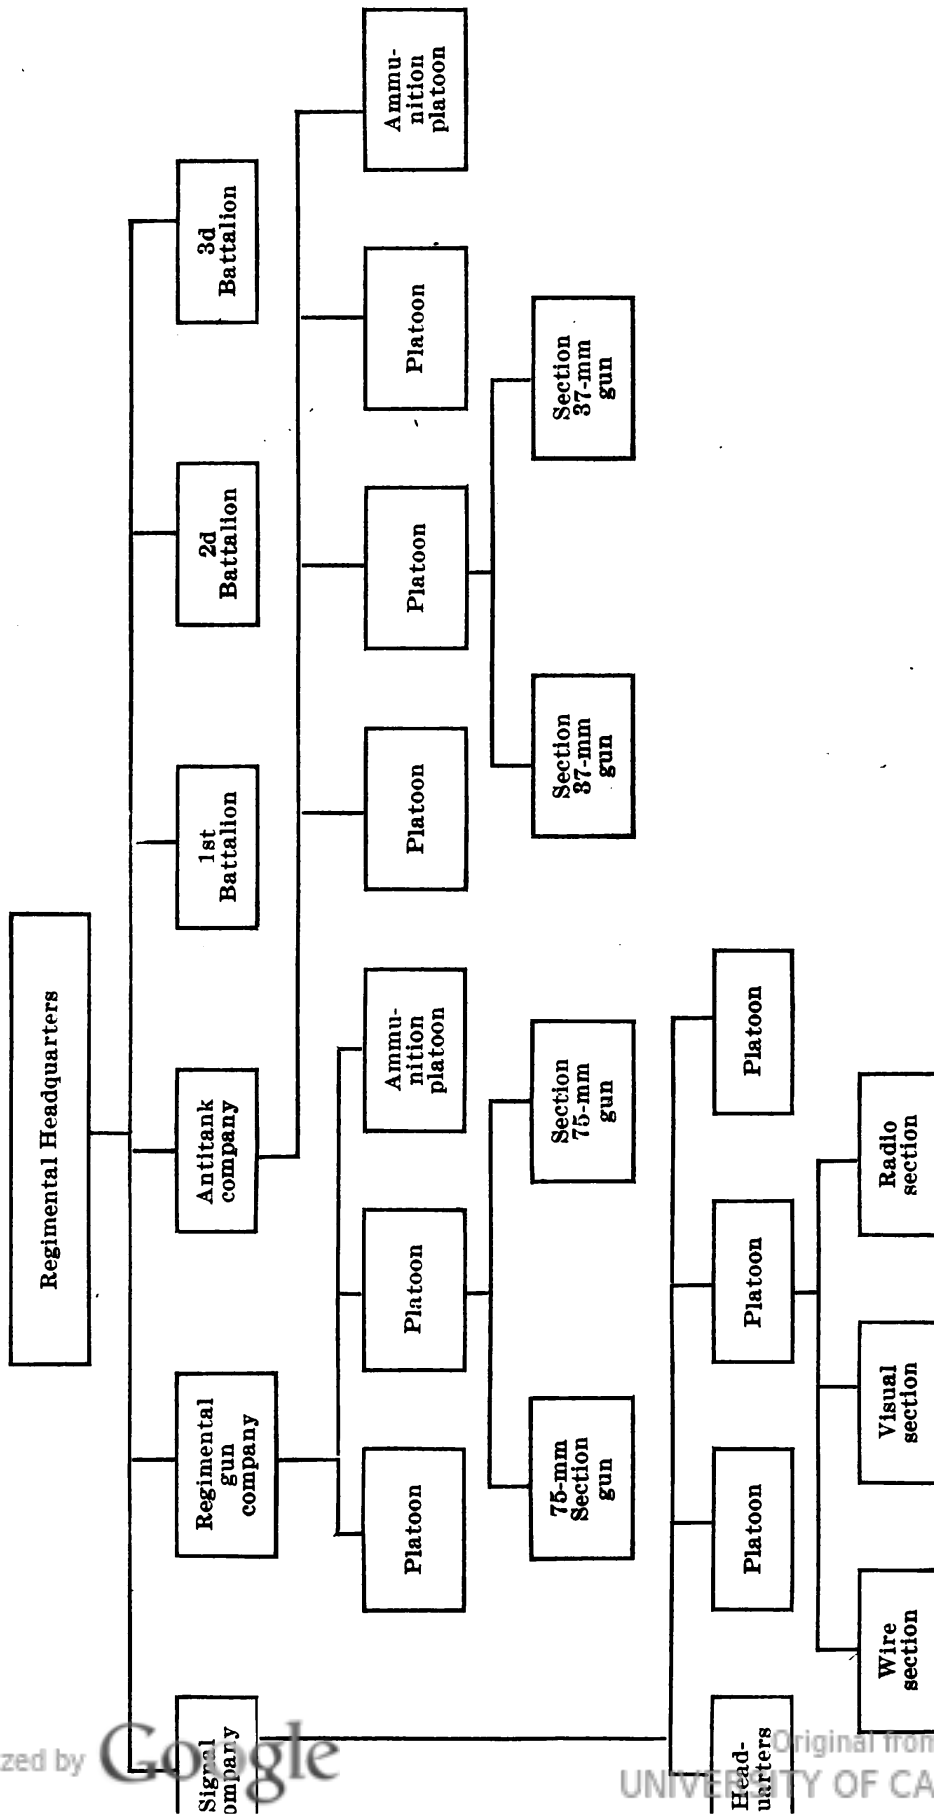 Regimental Headquarters
Signal
ompany
Regimental
gun
company
Antitank
company
1st
Battalion
2d
Battalion
3d
Battalion
Platoon
Platoon
Ammu-
nition
platoon
Platoon
Platoon
Platoon
Ammu-
nition
platoon
75-mm
Section
gun
Section
75-mm
gun
Section
37-mm
gun
Section
37-mm
gun
Head-
uarters
Platoon
Platoon
Platoon
Wire
section
Visual
section
Radio
section
zed by Google
Original from
UNIVERSITY OF CA